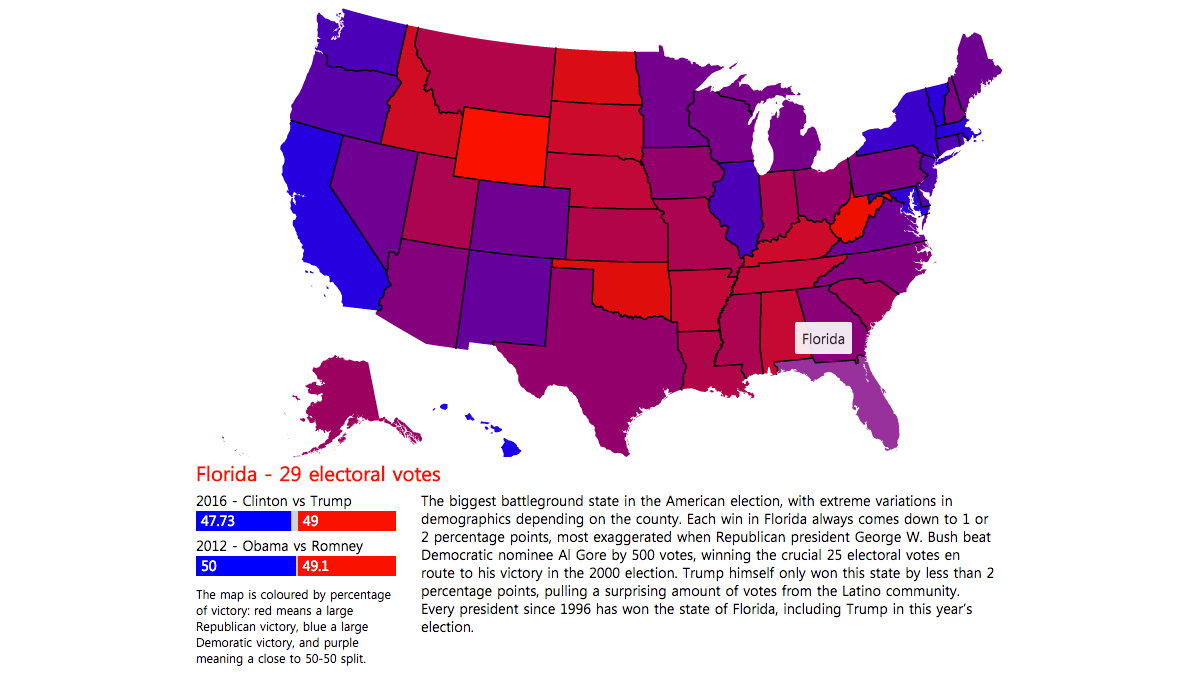 Florida
Florida - 29 electoral votes
2016 - Clinton vs Trump
47.73 49
2012 - Obama vs Romney
50 49.1
The map is coloured by percentage
of victory: red means a large
Republican victory, blue a large
Demoratic victory, and purple
meaning a close to 50-50 split.
The biggest battleground state in the American election, with extreme variations in
demographics depending on the county. Each win in Florida always comes down to 1 or
2 percentage points, most exaggerated when Republican president George W. Bush beat
Democratic nominee Al Gore by 500 votes, winning the crucial 25 electoral votes en
route to his victory in the 2000 election. Trump himself only won this state by less than 2
percentage points, pulling a surprising amount of votes from the Latino community.
Every president since 1996 has won the state of Florida, including Trump in this year's
election.